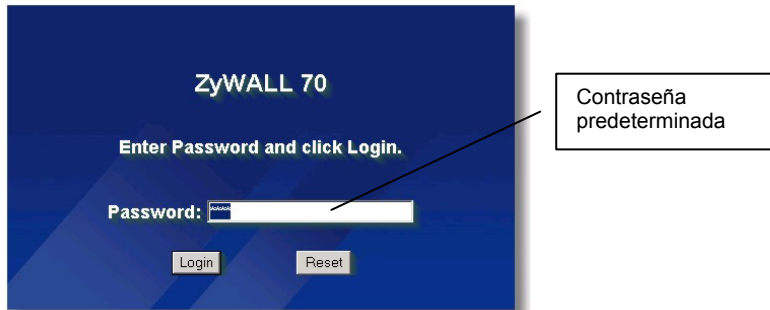 ZyWALL 70
Enter Password and click Login.
Password: ****
Login Reset
Contraseña
predeterminada